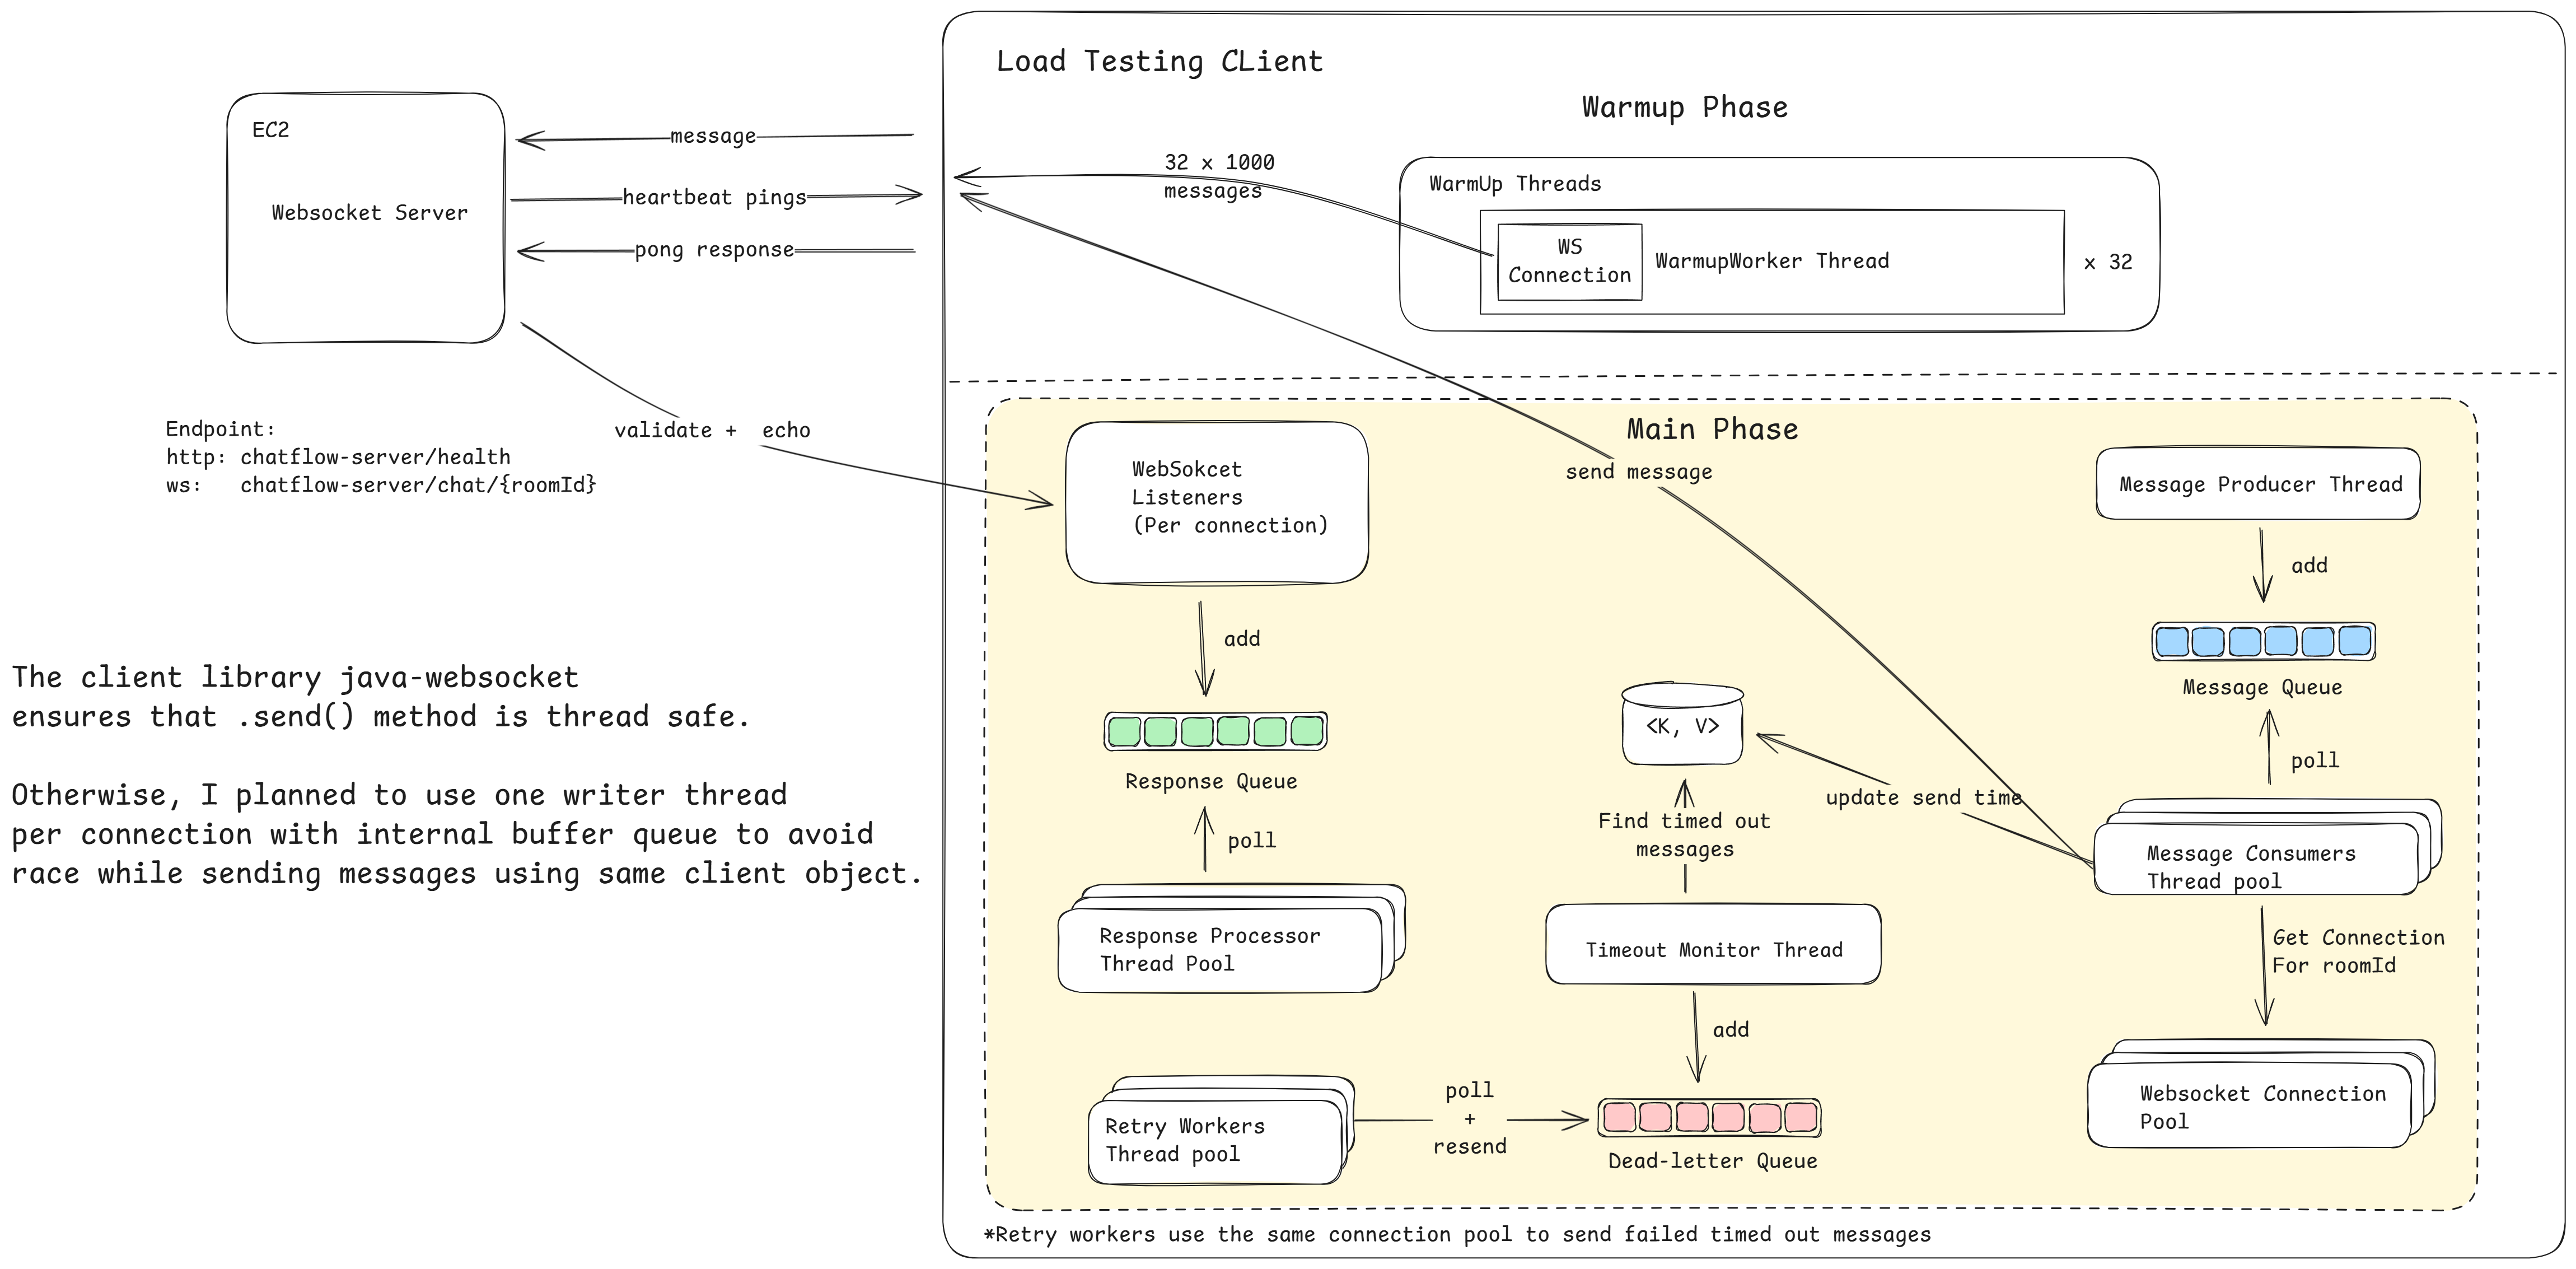 Load Testing CLient
Warmup Phase
EC2
Websocket Server
message
heartbeat pings
pong response
32 x 1000
messages
WarmUp Threads
WS
Connection
WarmupWorker Thread
x 32
Endpoint:
http: chatflow-server/health
ws:   chatflow-server/chat/{roomId}
validate +  echo
Main Phase
WebSokcet
Listeners
(Per connection)
send message
Message Producer Thread
add
add
Message Queue
The client library java-websocket
ensures that .send() method is thread safe.
Otherwise, I planned to use one writer thread
per connection with internal buffer queue to avoid
race while sending messages using same client object.
<K, V>
Response Queue
poll
poll
update send time
Find timed out
messages
Message Consumers
Thread pool
Response Processor
Thread Pool
Timeout Monitor Thread
Get Connection
For roomId
add
poll
+
resend
Retry Workers
Thread pool
Dead-letter Queue
Websocket Connection
Pool
*Retry workers use the same connection pool to send failed timed out messages